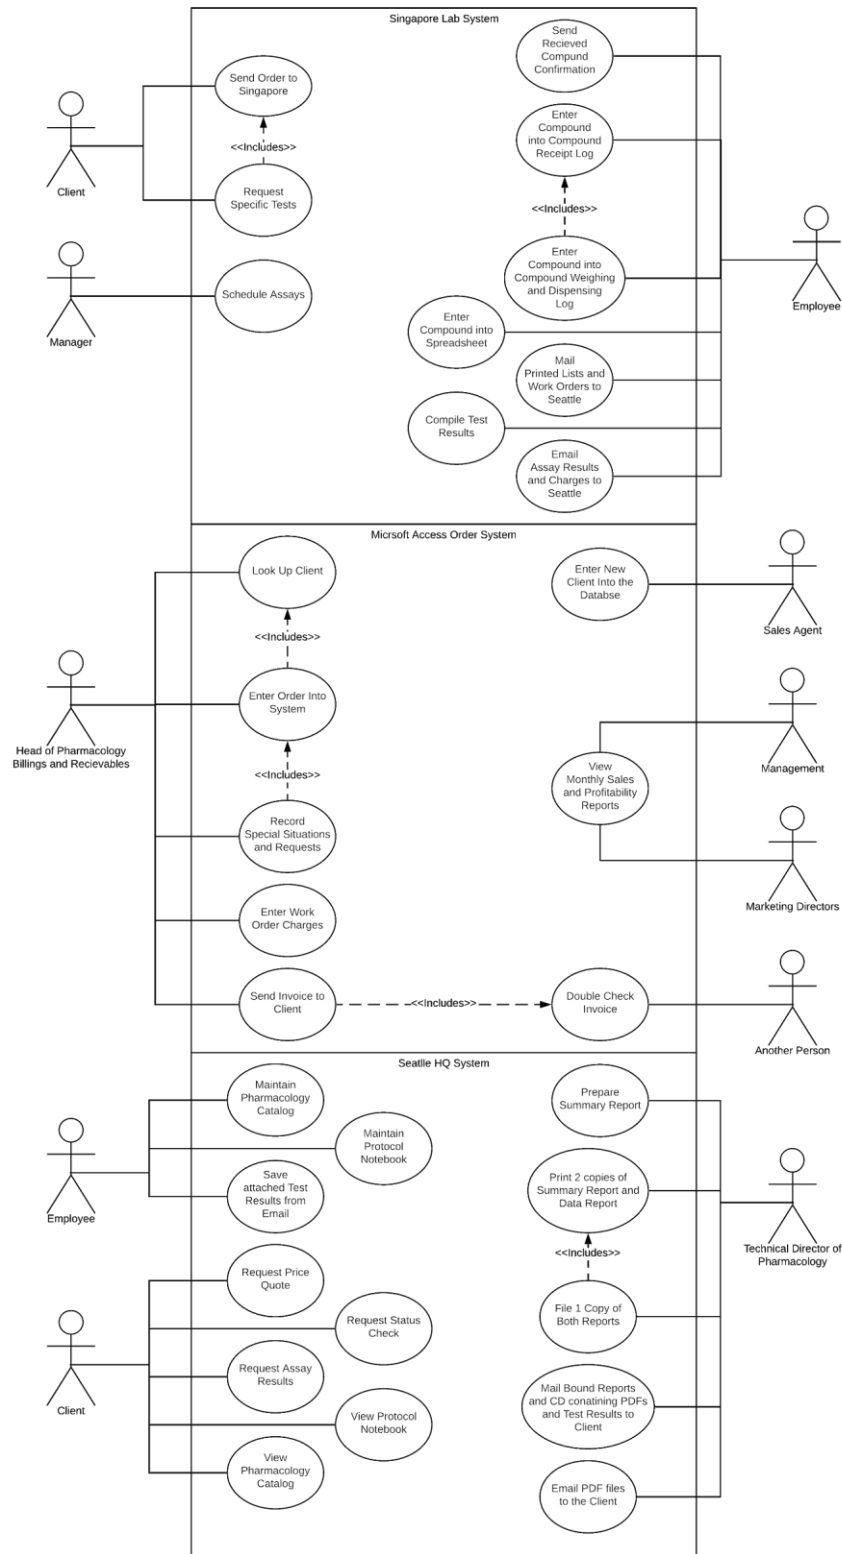 Singapore Lab System
Send
Recieved
Compund
Confirmation
Send Order to
Singapore
<<Includes>>
Request
Specific Tests
Client
Enter
Compound
into Compound
Receipt Log
<<Includes>>
Enter
Compound into
Compound Weighing
and Dispensing
Log
Employee
Schedule Assays
Manager
Enter
Compound into
Spreadsheet
Mail
Printed Lists and
Work Orders to
Seattle
Compile Test
Results
Email
Assay Results
and Charges to
Seattle
Micrsoft Access Order System
Look Up Client
<<Includes>>
Enter Order Into
System
<<Includes>>
Record
Special Situations
and Requests
Enter Work
Order Charges
Send Invoice to
Client
Head of Pharmacology
Billings and Recievables
Enter New
Client Into the
Databse
Sales Agent
View
Monthly Sales
and Profitability
Reports
Management
Marketing Directors
<<Includes>>
Double Check
Invoice
Another Person
Seatlle HQ System
Maintain
Pharmacology
Catalog
Maintain
Protocol
Notebook
Save
attached Test
Results from
Email
Employee
Request Price
Quote
Request Status
Check
Request Assay
Results
View Protocol
Notebook
View
Pharmacology
Catalog
Client
Prepare
Summary Report
Print 2 copies of
Summary Report and
Data Report
<<Includes>>
File 1 Copy of
Both Reports
Mail Bound Reports
and CD conatining PDFs
and Test Results to
Client
Email PDF files
to the Client
Technical Director of
Pharmacology